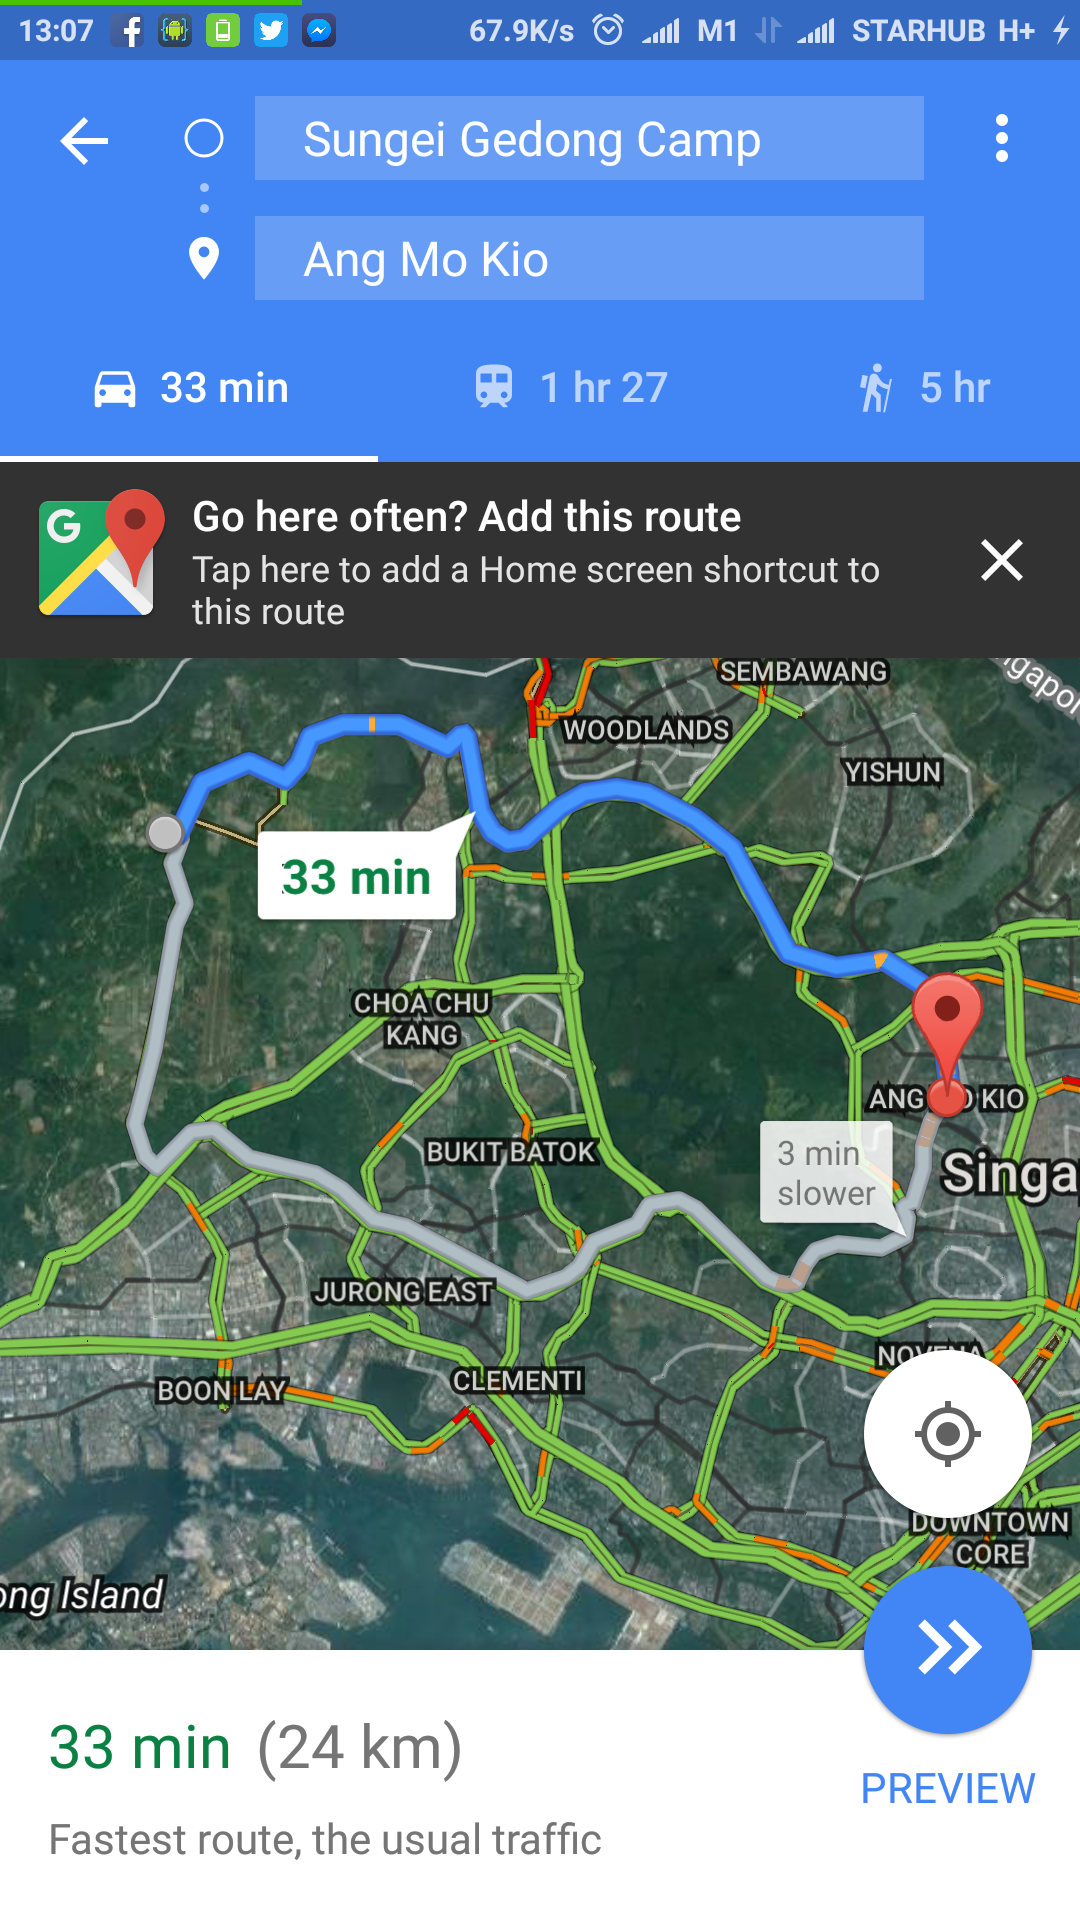 13:07 67.9K/s M1 STARHUB H+
Sungei Gedong Camp
Ang Mo Kio
33 min 1 hr 27 5 hr
G
Go here often? Add this route
Tap here to add a Home screen shortcut to
this route
SEMBAWANG
WOODLANDS
YISHUN
33 min
CHOA CHU
KANG
ANG KIO
BUKIT BATOK
3 min
slower
Singa
JURONG EAST
CLEMENTI
BOON LAY
DOWNTOWN
CORE
ong Island
33 min (24 km)
PREVIEW
Fastest route, the usual traffic